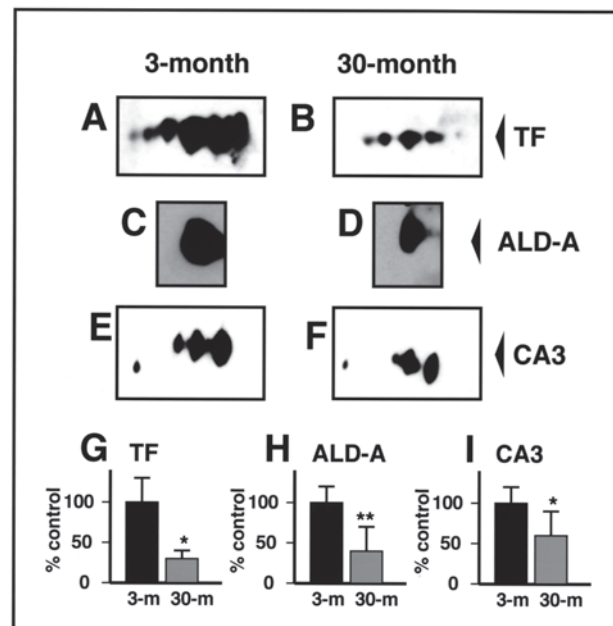 3-month 30-month
A B TF
C D ALD-A
E F CA3
G TF H ALD-A I CA3
% control 100 50 0 * 3-m 30-m
% control 100 50 0 ** 3-m 30-m
% control 100 50 0 * 3-m 30-m